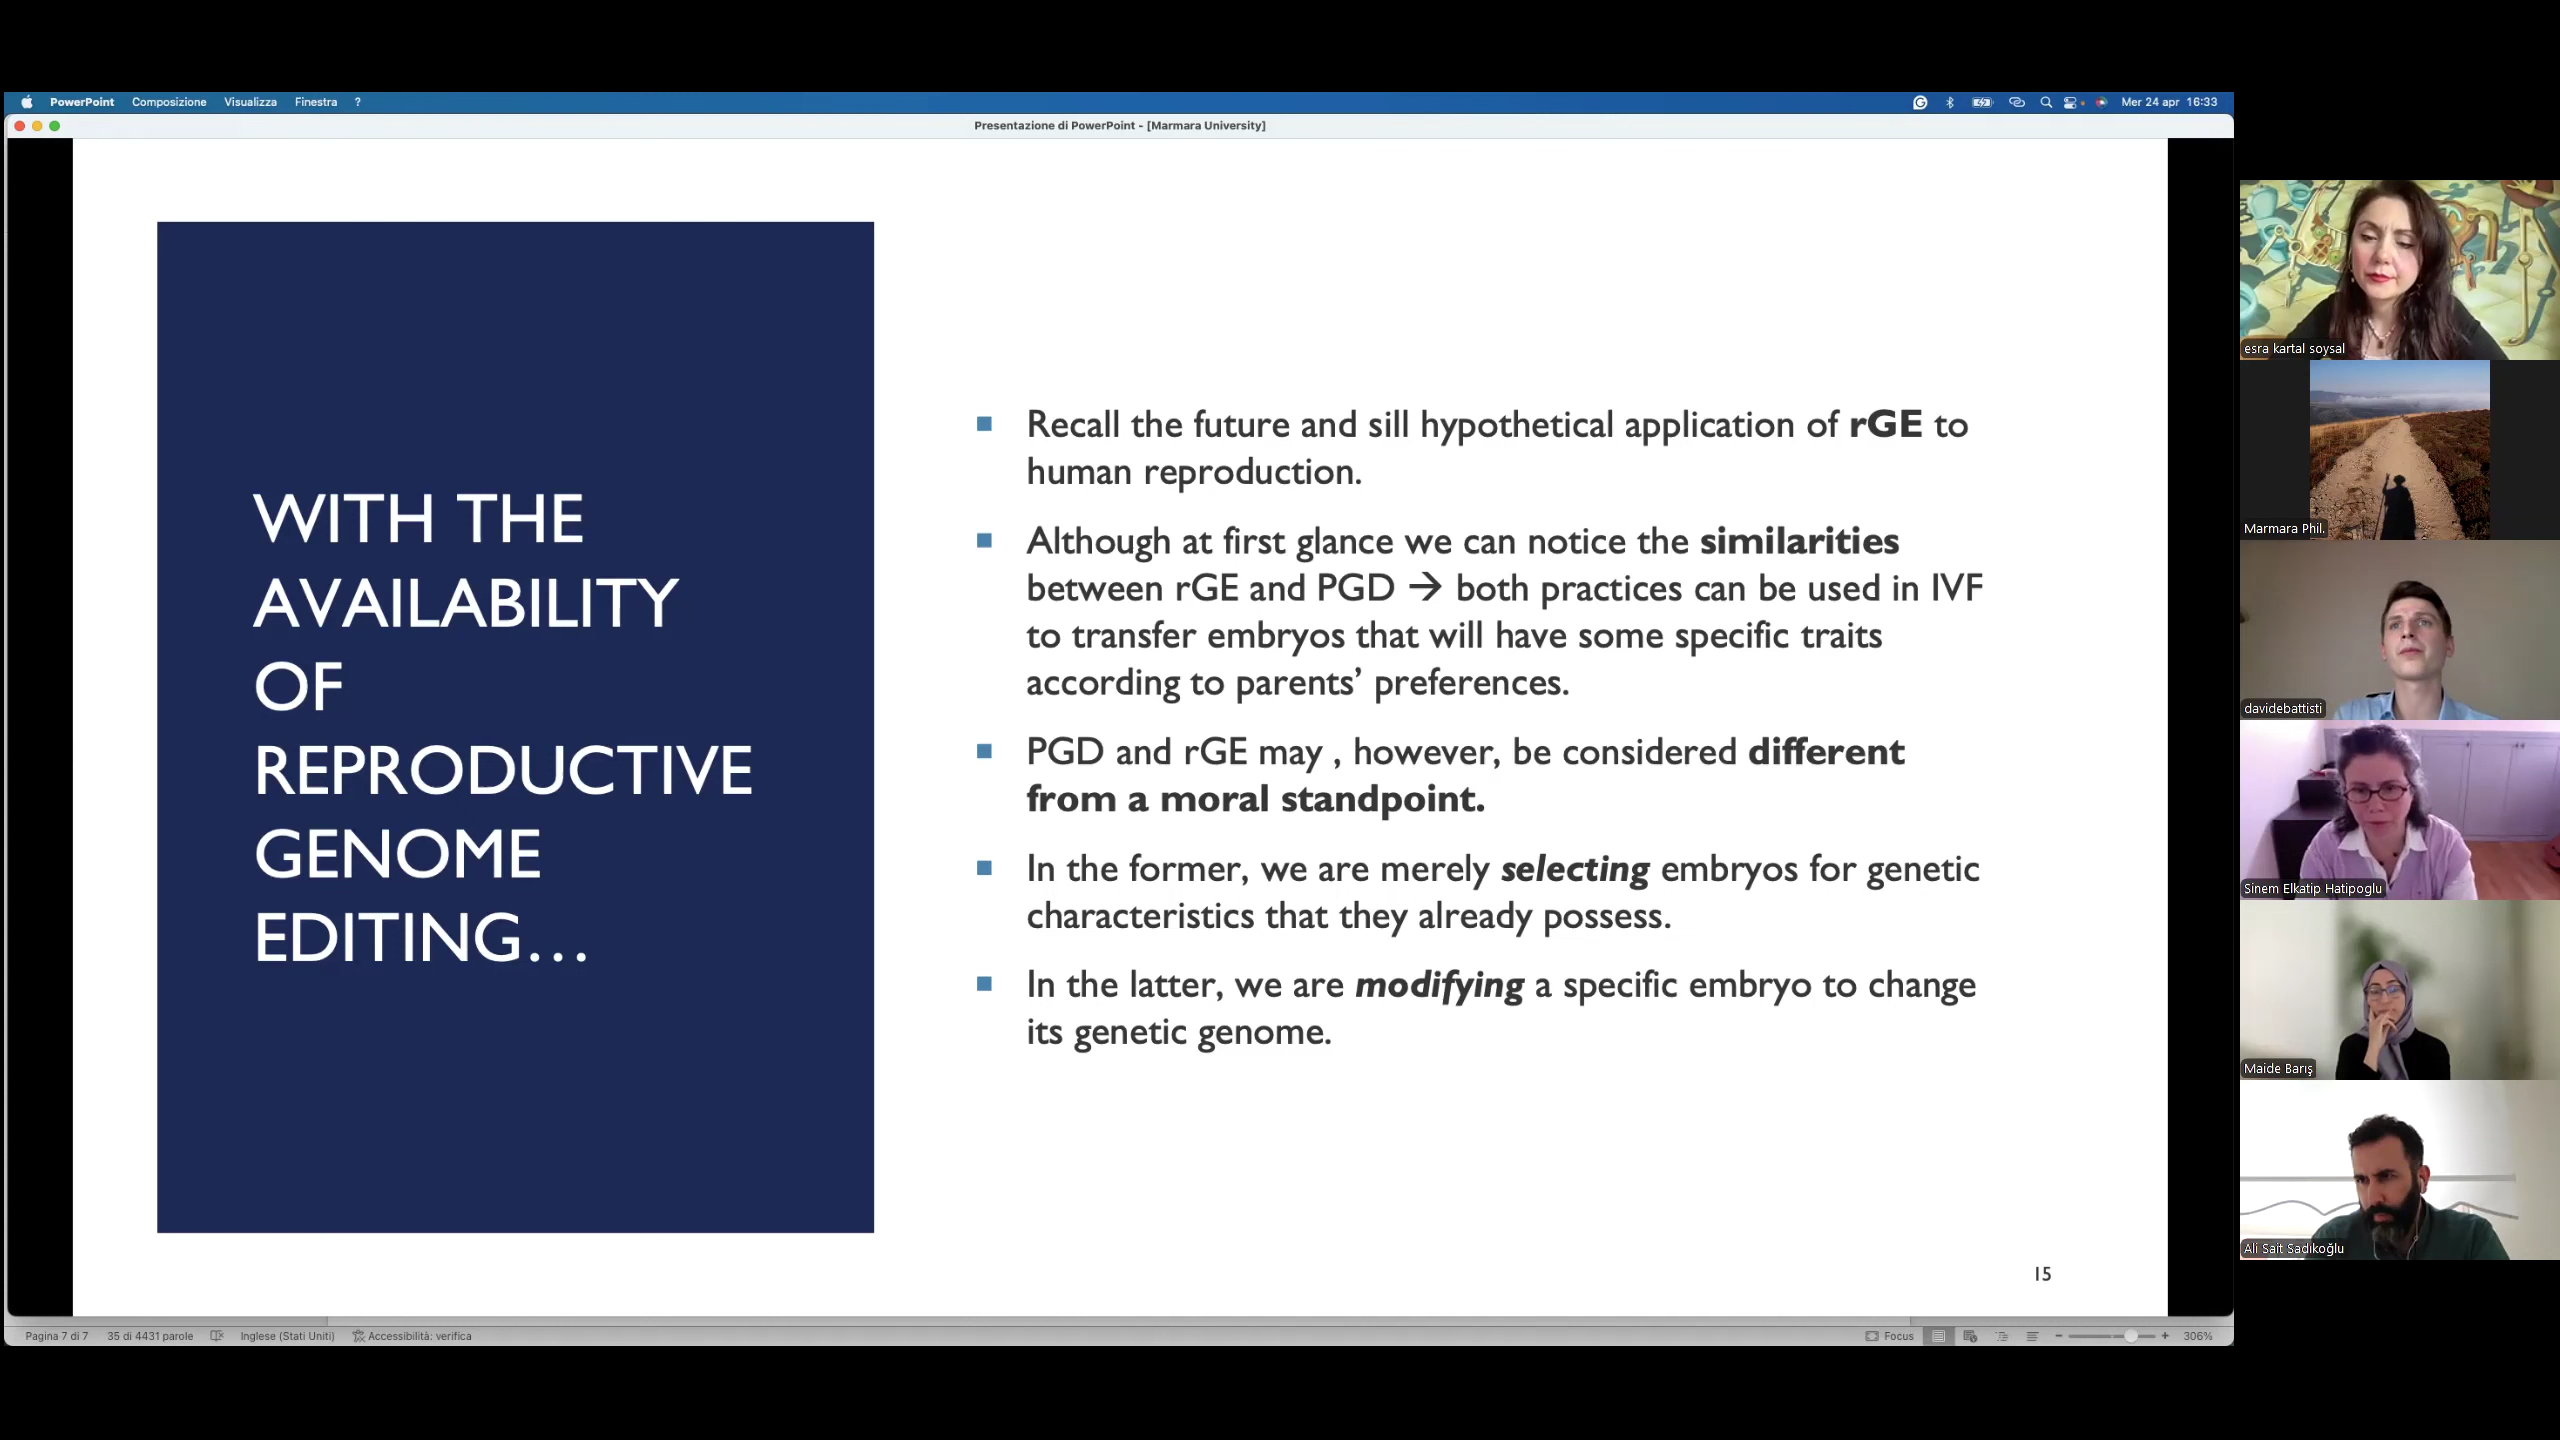 PowerPoint Composizione Visualizza Finestra ?
Mer 24 apr 16:33
Presentazione di PowerPoint - [Marmara University]
WITH THE
AVAILABILITY
OF
REPRODUCTIVE
GENOME
EDITING…
▪ Recall the future and sill hypothetical application of rGE to
human reproduction.
▪ Although at first glance we can notice the similarities
between rGE and PGD → both practices can be used in IVF
to transfer embryos that will have some specific traits
according to parents’ preferences.
▪ PGD and rGE may , however, be considered different
from a moral standpoint.
▪ In the former, we are merely selecting embryos for genetic
characteristics that they already possess.
▪ In the latter, we are modifying a specific embryo to change
its genetic genome.
15
Pagina 7 di 7 35 di 4431 parole Inglese (Stati Uniti) Accessibilità: verifica
Focus − + 306%
esra kartal soysal
Marmara Phil.
davidebattisti
Sinem Elkatip Hatipoglu
Maide Barış
Ali Sait Sadıkoğlu